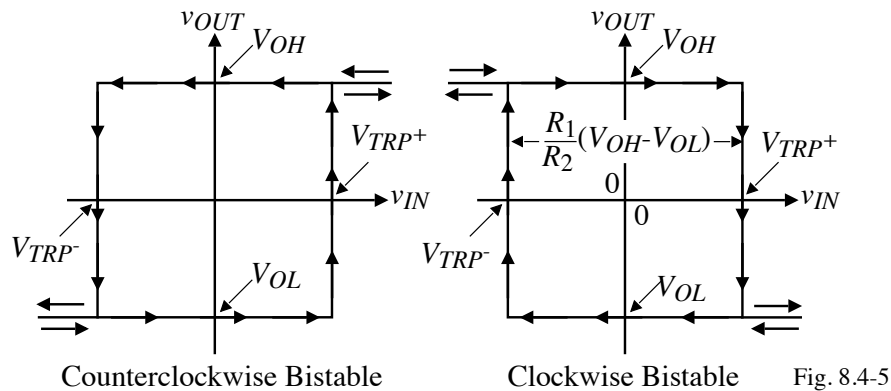 vOUT
VOH
VTRP+
vIN
VTRP-
VOL
Counterclockwise Bistable
vOUT
VOH
R1
R2
(VOH-VOL)
VTRP+
0
0
vIN
VTRP-
VOL
Clockwise Bistable
Fig. 8.4-5